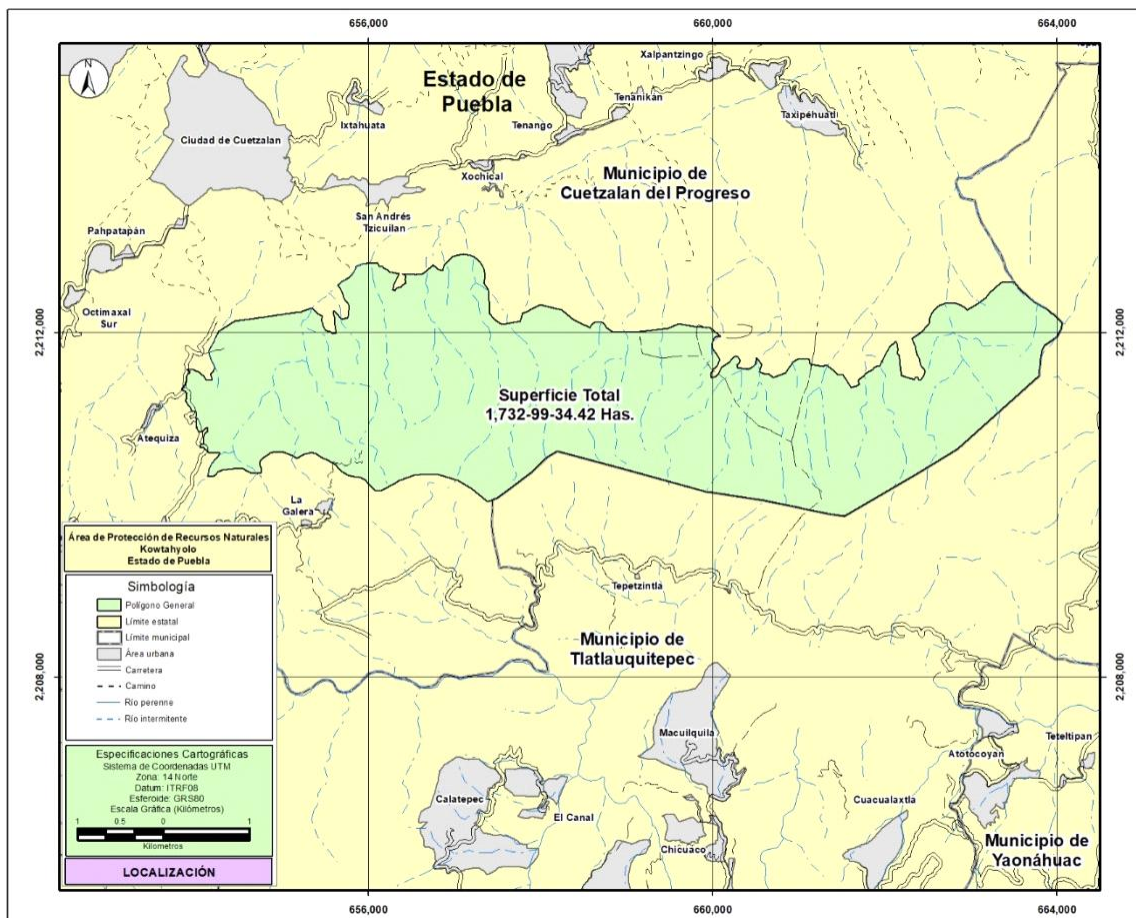 656,000
660,000
664,000
Estado de
Puebla
Xalpantzingo
Ixtahuata
Tenanikan
Tenango
Taxipéhuatl
Ciudad de Cuetzalan
Xochical
Municipio de
Cuetzalan del Progreso
San Andrés
Tzicuilan
Pahpatapán
Octimaxal
Sur
2,212,000
2,212,000
Superficie Total
1,732-99-34.42 Has.
Atequiza
La
Galera
Tepetzintla
Municipio de
Tlatlauquitepec
2,208,000
2,208,000
Macuilquila
Atotocoyan
Teteltipan
Calatepec
Cuacualaxtla
El Canal
Chicuaco
Municipio de
Yaonáhuac
Área de Protección de Recursos Naturales
Kowtahyolo
Estado de Puebla
Simbología
Polígono General
Límite estatal
Límite municipal
Área urbana
Carretera
Camino
Río perenne
Río intermitente
Especificaciones Cartográficas
Sistema de Coordenadas UTM
Zona: 14 Norte
Datum: ITRF08
Esferoide: GRS80
Escala Gráfica (Kilómetros)
1 0.5 0 1
Kilometros
LOCALIZACIÓN
656,000
660,000
664,000
N